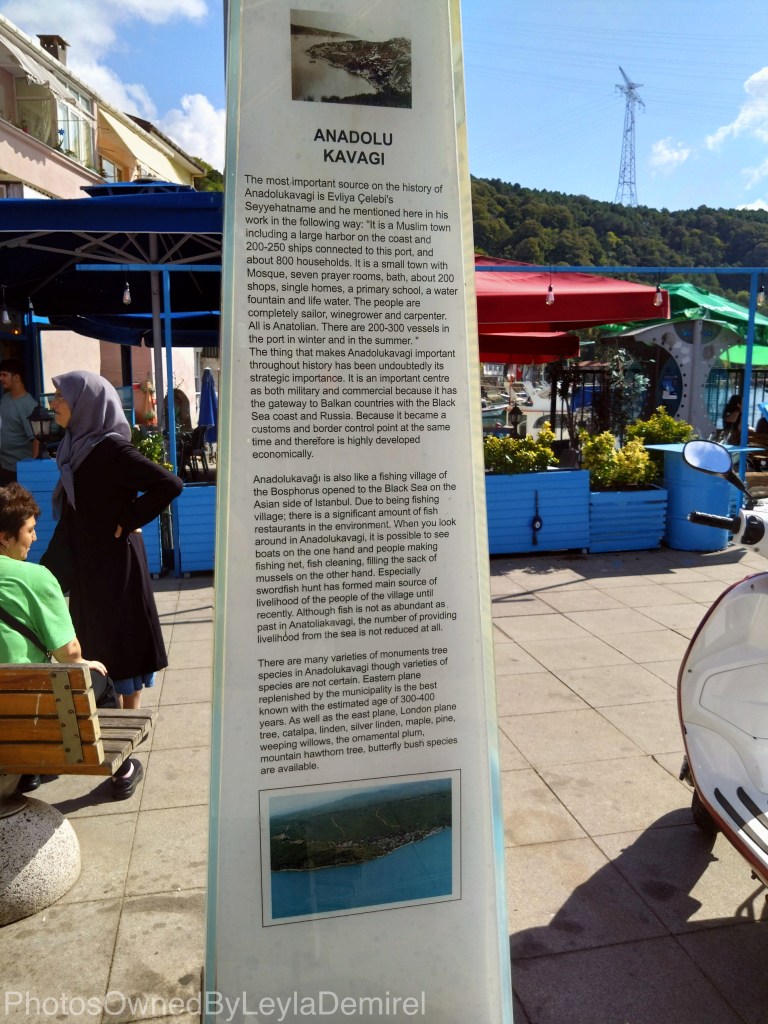 ANADOLU
KAVAGI
The most important source on the history of
Anadolukavagi is Evliya Çelebi's
Seyyehatname and he mentioned here in his
work in the following way: "It is a Muslim town
including a large harbor on the coast and
200-250 ships connected to this port, and
about 800 households. It is a small town with
Mosque, seven prayer rooms, bath, about 200
shops, single homes, a primary school, a water
fountain and life water. The people are
completely sailor, winegrower and carpenter.
All is Anatolian. There are 200-300 vessels in
the port in winter and in the summer. "
The thing that makes Anadolukavagi important
throughout history has been undoubtedly its
strategic importance. It is an important centre
as both military and commercial because it has
the gateway to Balkan countries with the Black
Sea coast and Russia. Because it became a
customs and border control point at the same
time and therefore is highly developed
economically.
Anadolukavağı is also like a fishing village of
the Bosphorus opened to the Black Sea on the
Asian side of Istanbul. Due to being fishing
village; there is a significant amount of fish
restaurants in the environment. When you look
around in Anadolukavagi, it is possible to see
boats on the one hand and people making
fishing net, fish cleaning, filling the sack of
mussels on the other hand. Especially
swordfish hunt has formed main source of
livelihood of the people of the village until
recently. Although fish is not as abundant as
past in Anatoliakavagi, the number of providing
livelihood from the sea is not reduced at all.
There are many varieties of monuments tree
species in Anadolukavagi though varieties of
species are not certain. Eastern plane
replenished by the municipality is the best
known with the estimated age of 300-400
years. As well as the east plane, London plane
tree, catalpa, linden, silver linden, maple, pine,
weeping willows, the ornamental plum,
mountain hawthorn tree, butterfly bush species
are available.
PhotosOwnedByLeylaDemirel